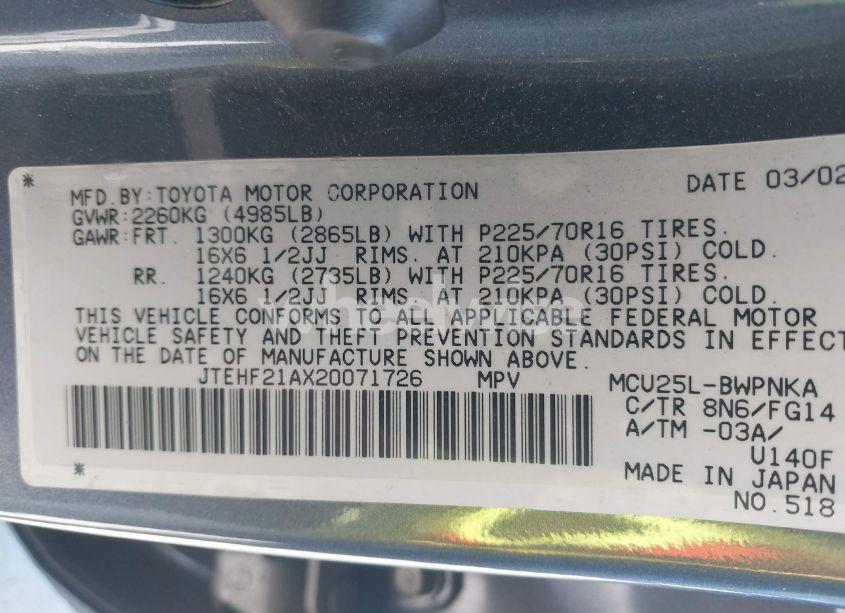 * DATE 03/02
MFD.BY:TOYOTA MOTOR CORPORATION
GVWR:2260KG (4985LB)
GAWR:FRT. 1300KG (2865LB) WITH P225/70R16 TIRES.
16X6 1/2JJ RIMS. AT 210KPA (30PSI) COLD.
RR. 1240KG (2735LB) WITH P225/70R16 TIRES.
16X6 1/2JJ RIMS. AT 210KPA (30PSI) COLD.
THIS VEHICLE CONFORMS TO ALL APPLICABLE FEDERAL MOTOR
VEHICLE SAFETY AND THEFT PREVENTION STANDARDS IN EFFECT
ON THE DATE OF MANUFACTURE SHOWN ABOVE.
JTEHF21AX20071726 MPV MCU25L-BWPNKA
C/TR 8N6/FG14
A/TM -03A/
U140F
* MADE IN JAPAN
NO.518